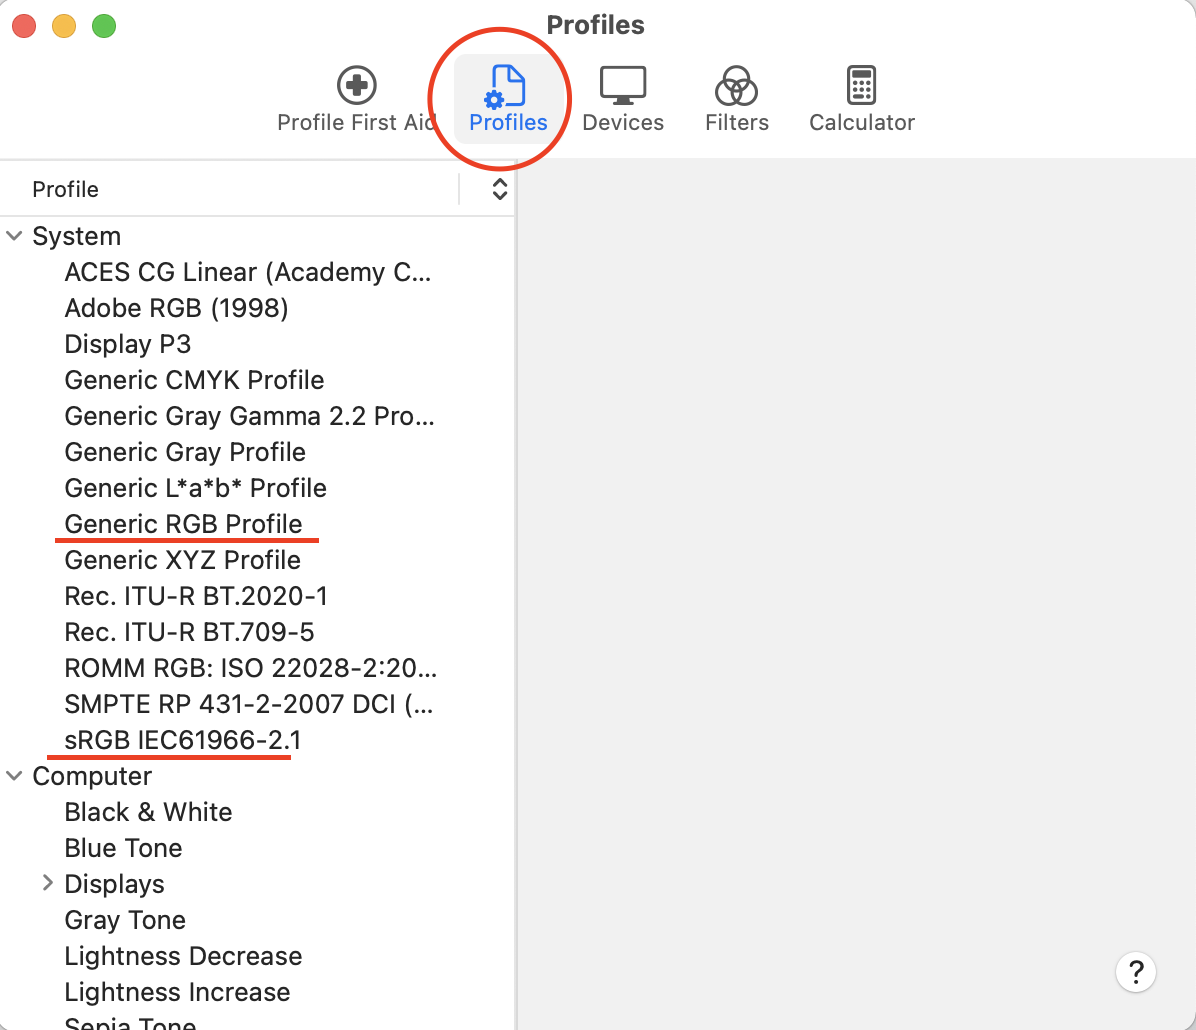 Profiles
Profile First Aid
Profiles
Devices
Filters
Calculator
Profile
System
ACES CG Linear (Academy C...
Adobe RGB (1998)
Display P3
Generic CMYK Profile
Generic Gray Gamma 2.2 Pro...
Generic Gray Profile
Generic L*a*b* Profile
Generic RGB Profile
Generic XYZ Profile
Rec. ITU-R BT.2020-1
Rec. ITU-R BT.709-5
ROMM RGB: ISO 22028-2:20...
SMPTE RP 431-2-2007 DCI (...
sRGB IEC61966-2.1
Computer
Black & White
Blue Tone
Displays
Gray Tone
Lightness Decrease
Lightness Increase
Sepia Tone
?